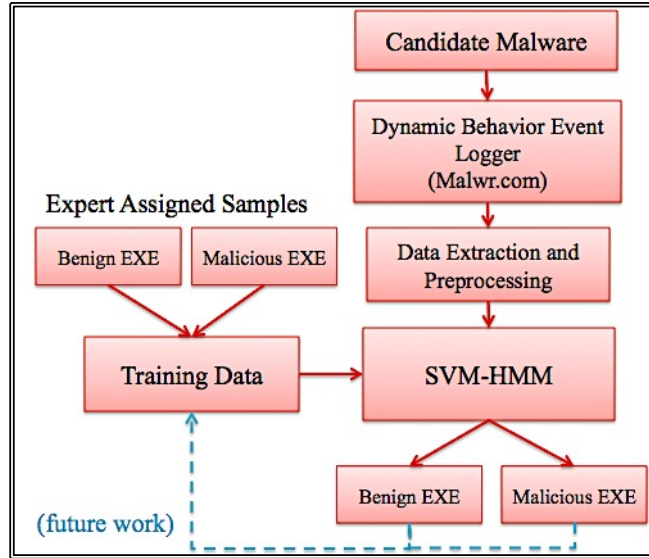 Candidate Malware
Dynamic Behavior Event
Logger
(Malwr.com)
Expert Assigned Samples
Benign EXE
Malicious EXE
Data Extraction and
Preprocessing
Training Data
SVM-HMM
Benign EXE
Malicious EXE
(future work)